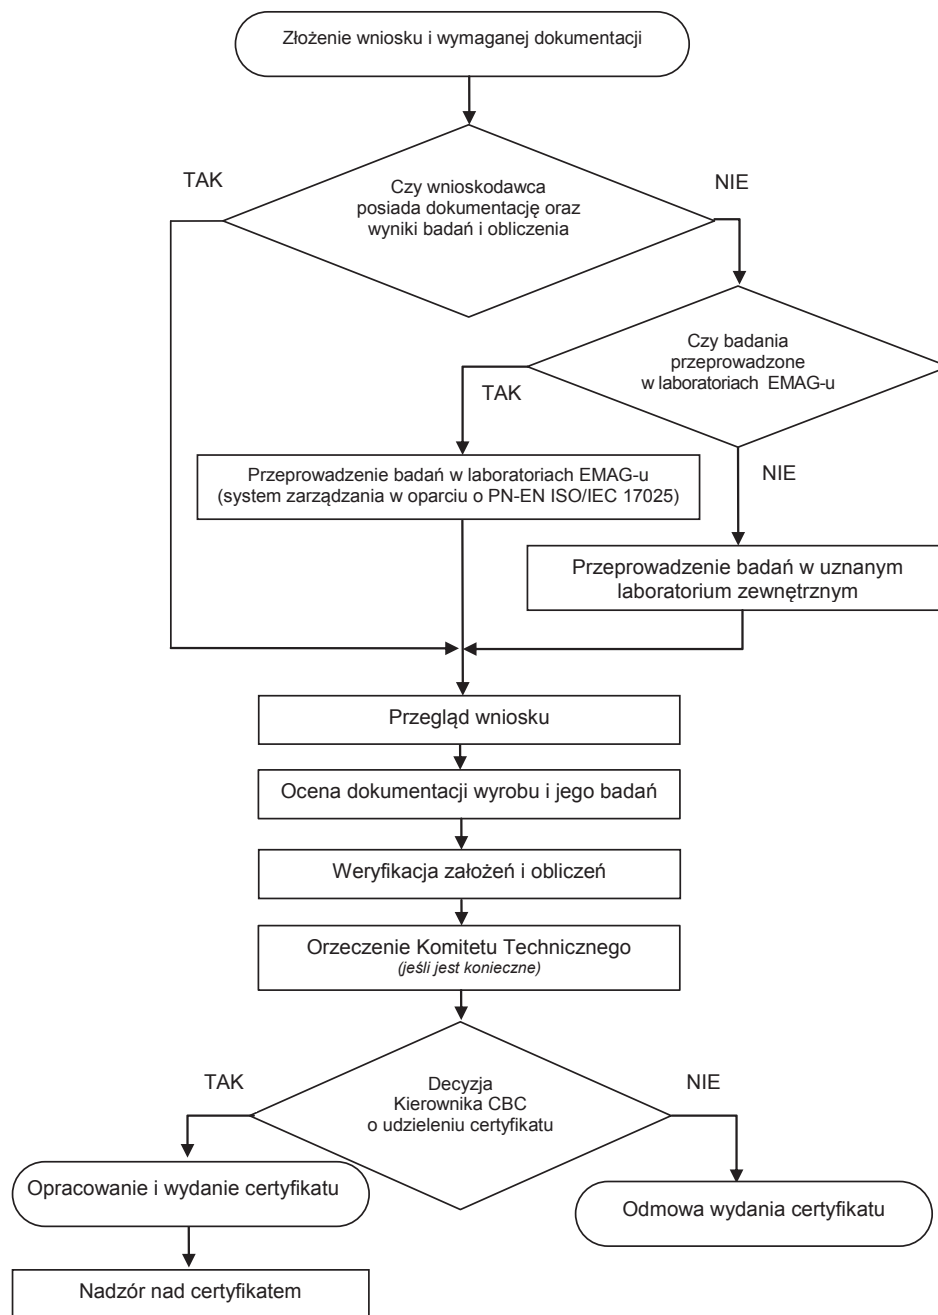 Złożenie wniosku i wymaganej dokumentacji
TAK
NIE
Czy wnioskodawca
posiada dokumentację oraz
wyniki badań i obliczenia
Czy badania
przeprowadzone
w laboratoriach EMAG-u
TAK
NIE
Przeprowadzenie badań w laboratoriach EMAG-u
(system zarządzania w oparciu o PN-EN ISO/IEC 17025)
Przeprowadzenie badań w uznanym
laboratorium zewnętrznym
Przegląd wniosku
Ocena dokumentacji wyrobu i jego badań
Weryfikacja założeń i obliczeń
Orzeczenie Komitetu Technicznego
(jeśli jest konieczne)
TAK
NIE
Decyzja
Kierownika CBC
o udzieleniu certyfikatu
Opracowanie i wydanie certyfikatu
Odmowa wydania certyfikatu
Nadzór nad certyfikatem